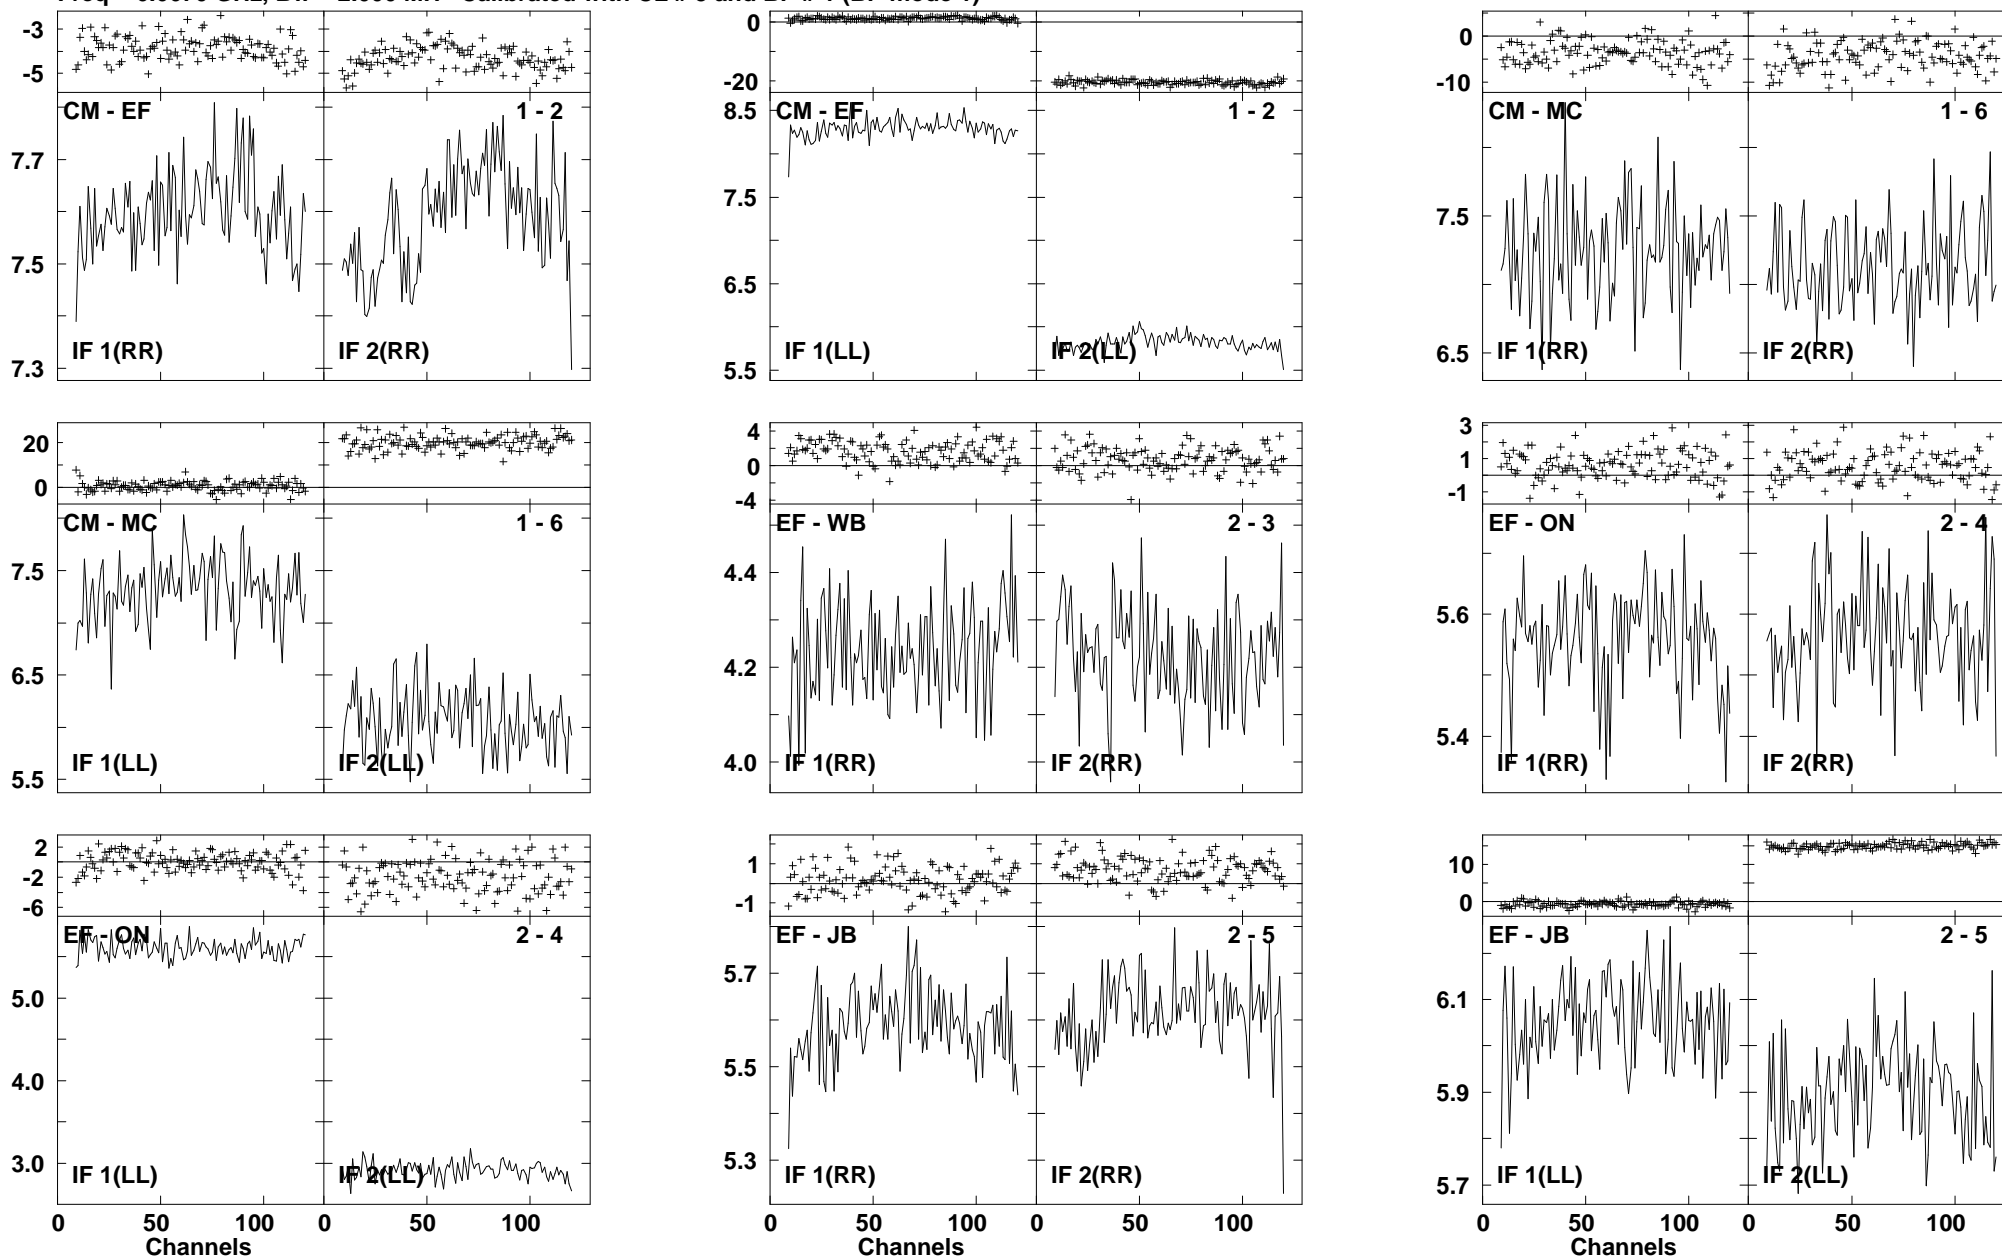 -3
-5
CM - EF
1 - 2
7.7
7.5
7.3
IF 1(RR)
IF 2(RR)
0
-20
CM - EF
1 - 2
8.5
7.5
6.5
5.5
IF 1(LL)
IF 2(LL)
0
-10
CM - MC
1 - 6
7.5
6.5
IF 1(RR)
IF 2(RR)
20
0
CM - MC
1 - 6
7.5
6.5
5.5
IF 1(LL)
IF 2(LL)
4
0
-4
EF - WB
2 - 3
4.4
4.2
4.0
IF 1(RR)
IF 2(RR)
3
1
-1
EF - ON
2 - 4
5.6
5.4
IF 1(RR)
IF 2(RR)
2
-2
-6
EF - ON
2 - 4
5.0
4.0
3.0
IF 1(LL)
IF 2(LL)
0 50 100 0 50 100
Channels
1
-1
EF - JB
2 - 5
5.7
5.5
5.3
IF 1(RR)
IF 2(RR)
0 50 100 0 50 100
Channels
10
0
EF - JB
2 - 5
6.1
5.9
5.7
IF 1(LL)
IF 2(LL)
0 50 100 0 50 100
Channels